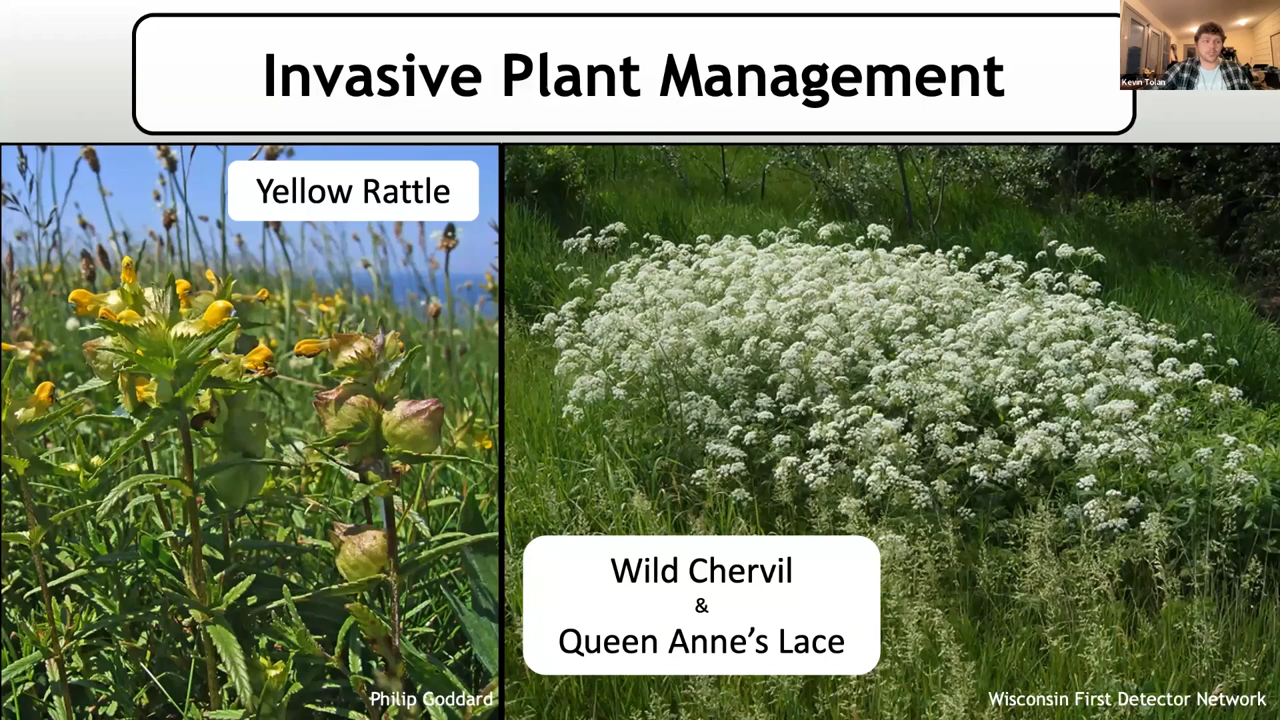 Invasive Plant Management
Kevin Tolan
Yellow Rattle
Wild Chervil
&
Queen Anne's Lace
Philip Goddard
Wisconsin First Detector Network